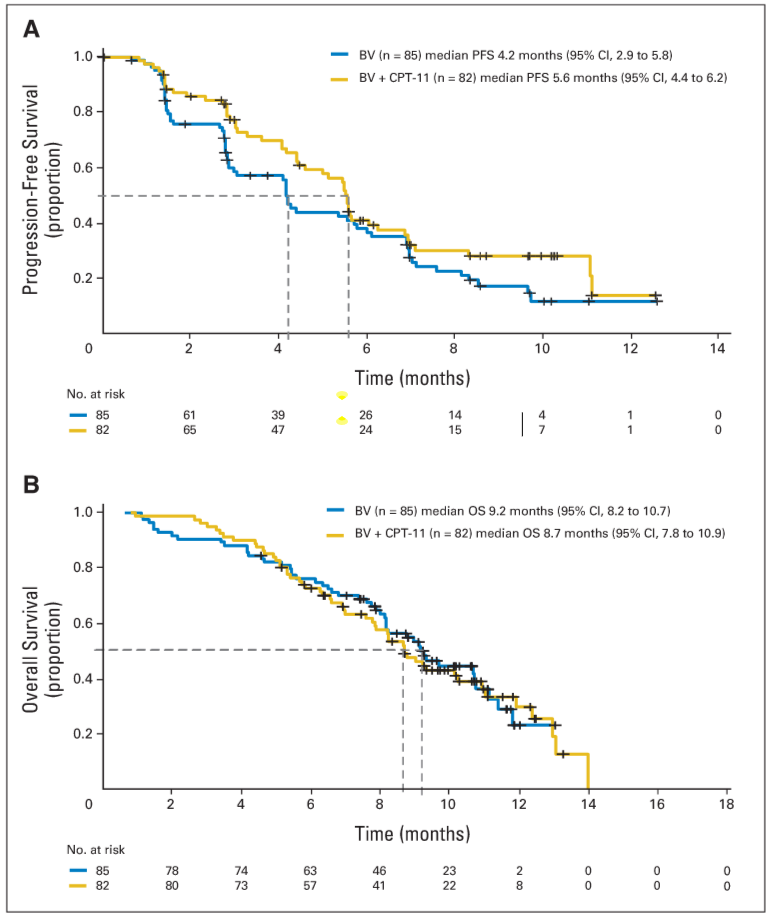 A
BV (n = 85) median PFS 4.2 months (95% CI, 2.9 to 5.8)
BV + CPT-11 (n = 82) median PFS 5.6 months (95% CI, 4.4 to 6.2)
Progression-Free Survival
(proportion)
1.0
0.8
0.6
0.4
0.2
0 2 4 6 8 10 12 14
Time (months)
No. at risk
85 61 39 26 14 4 1 0
82 65 47 24 15 7 1 0
B
BV (n = 85) median OS 9.2 months (95% CI, 8.2 to 10.7)
BV + CPT-11 (n = 82) median OS 8.7 months (95% CI, 7.8 to 10.9)
Overall Survival
(proportion)
1.0
0.8
0.6
0.4
0.2
0 2 4 6 8 10 12 14 16 18
Time (months)
No. at risk
85 78 74 63 46 23 2 0 0 0
82 80 73 57 41 22 8 0 0 0